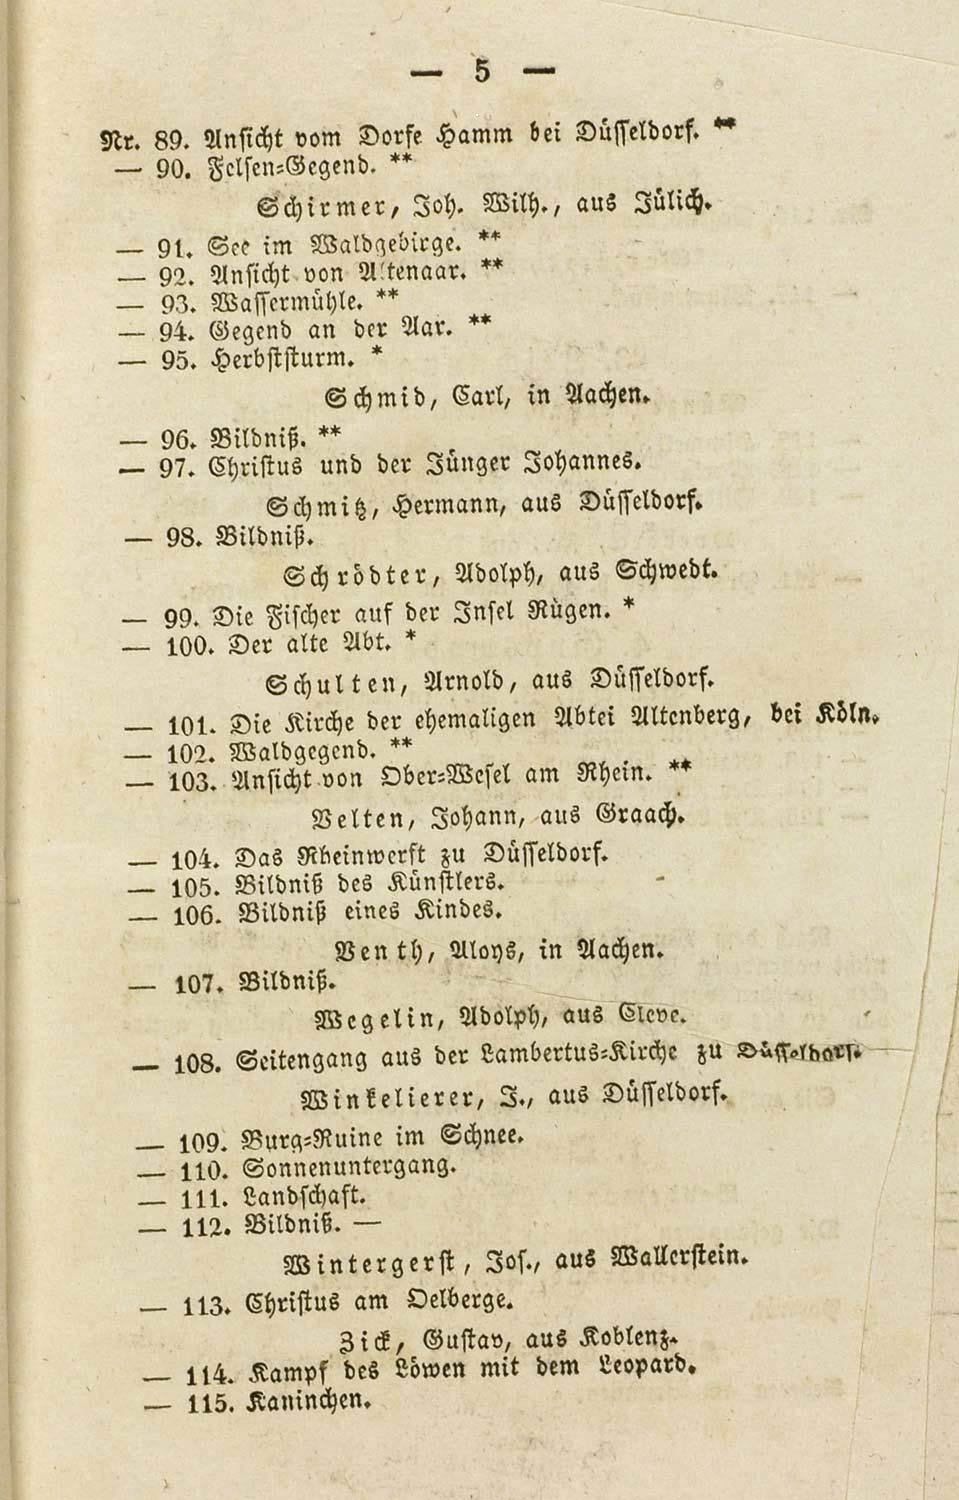 — 5 —
Nr. 89. Ansicht vom Dorfe Hamm bei Düsseldorf. **
— 90. Felsen=Gegend. **
Schirmer, Joh. Wilh., aus Jülich.
— 91. See im Waldgebirge. **
— 92. Ansicht von Altenaar. **
— 93. Wassermühle. **
— 94. Gegend an der Aar. **
— 95. Herbststurm. *
Schmid, Carl, in Aachen.
— 96. Bildniß. **
— 97. Christus und der Jünger Johannes.
Schmitz, Hermann, aus Düsseldorf.
— 98. Bildniß.
Schrödter, Adolph, aus Schwedt.
— 99. Die Fischer auf der Insel Rügen. *
— 100. Der alte Abt. *
Schulten, Arnold, aus Düsseldorf.
— 101. Die Kirche der ehemaligen Abtei Altenberg, bei Köln.
— 102. Waldgegend. **
— 103. Ansicht von Ober=Wesel am Rhein. **
Velten, Johann, aus Graach.
— 104. Das Rheinwerft zu Düsseldorf.
— 105. Bildniß des Künstlers.
— 106. Bildniß eines Kindes.
Venth, Aloys, in Aachen.
— 107. Bildniß.
Wegelin, Adolph, aus Cleve.
— 108. Seitengang aus der Lambertus=Kirche zu Düsseldorf.
Winkelierer, J., aus Düsseldorf.
— 109. Burg=Ruine im Schnee.
— 110. Sonnenuntergang.
— 111. Landschaft.
— 112. Bildniß. —
Wintergerst, Jos., aus Wallerstein.
— 113. Christus am Oelberge.
Zick, Gustav, aus Koblenz.
— 114. Kampf des Löwen mit dem Leopard.
— 115. Kaninchen.